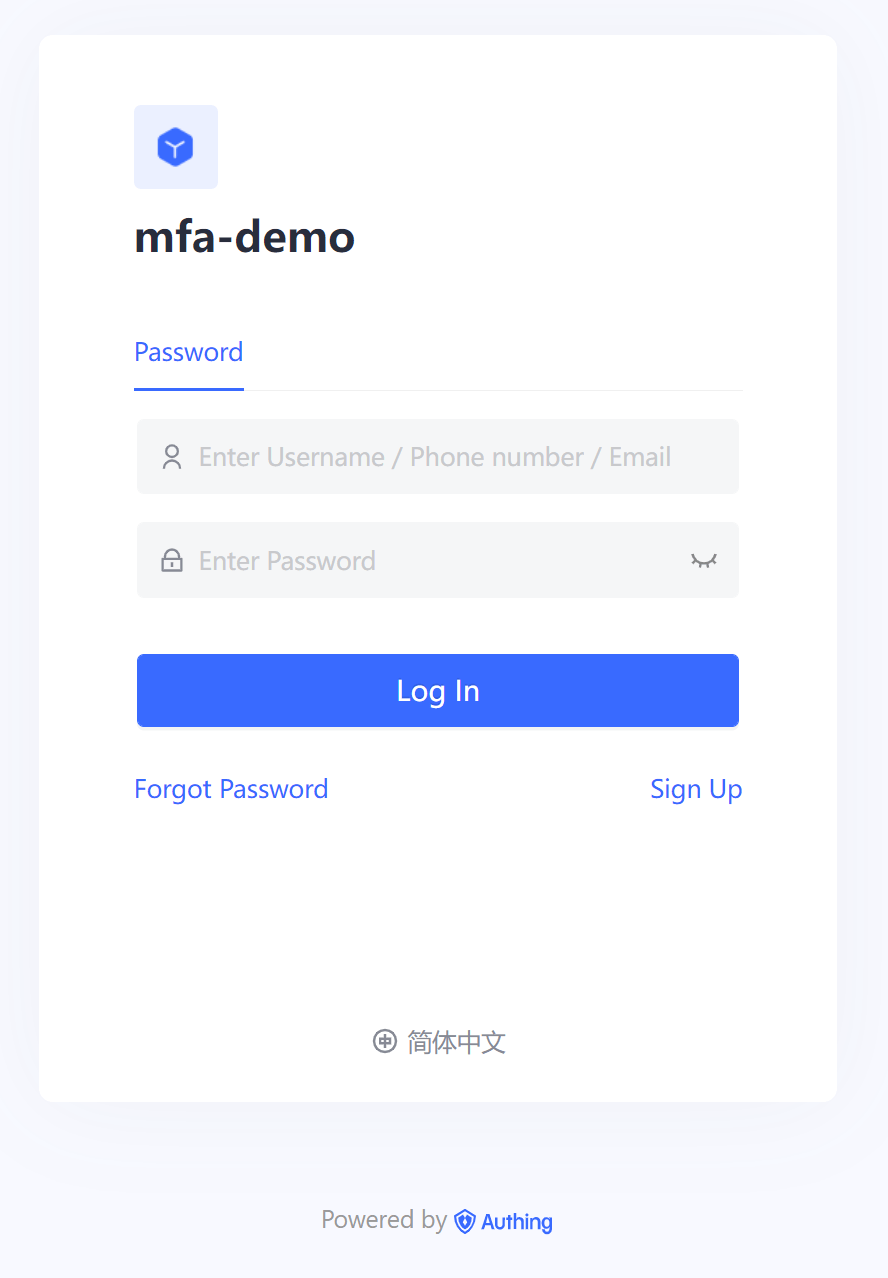 mfa-demo
Password
Enter Username / Phone number / Email
Enter Password
Log In
Forgot Password
Sign Up
简体中文
Powered by Authing